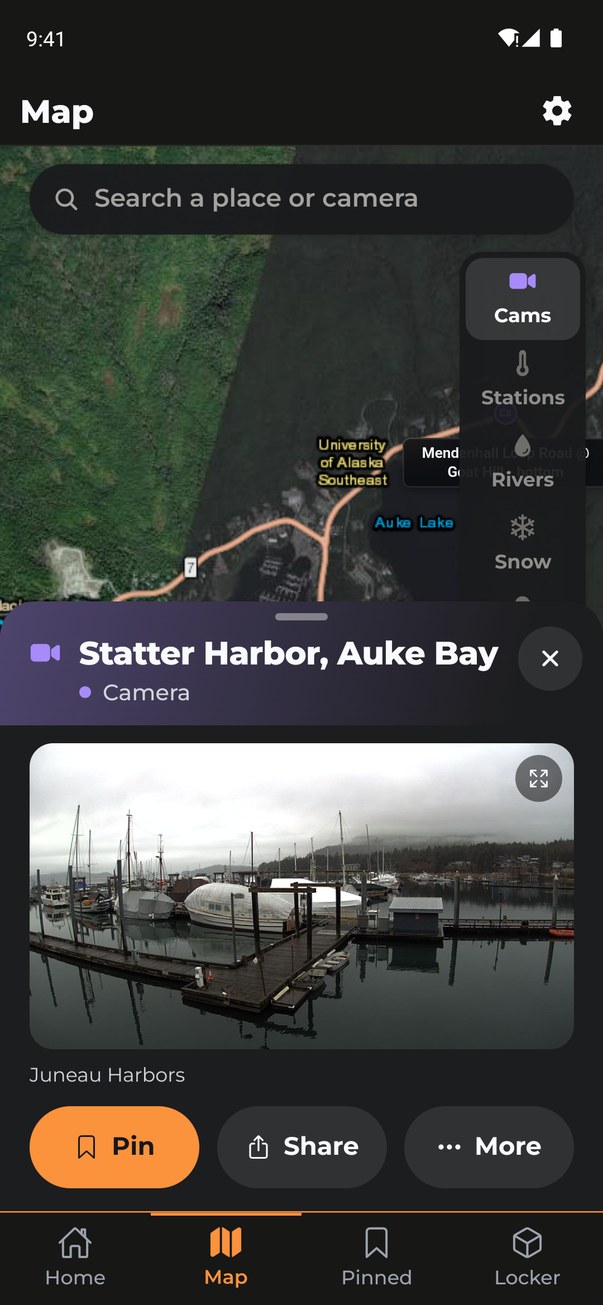 9:41
Map
Search a place or camera
Cams
Stations
Rivers
Snow
University
of Alaska
Southeast
Auke Lake
7
Statter Harbor, Auke Bay
Camera
Juneau Harbors
Pin
Share
More
Home
Map
Pinned
Locker